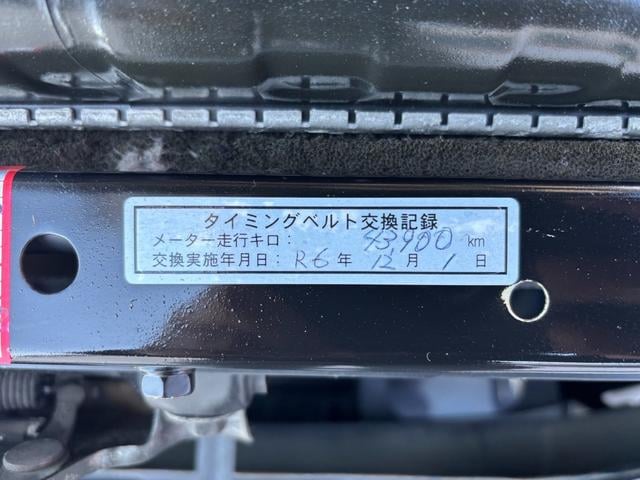 タイミングベルト交換記録
メーター走行キロ: 43900 km
交換実施年月日: R6 年 12 月 1 日